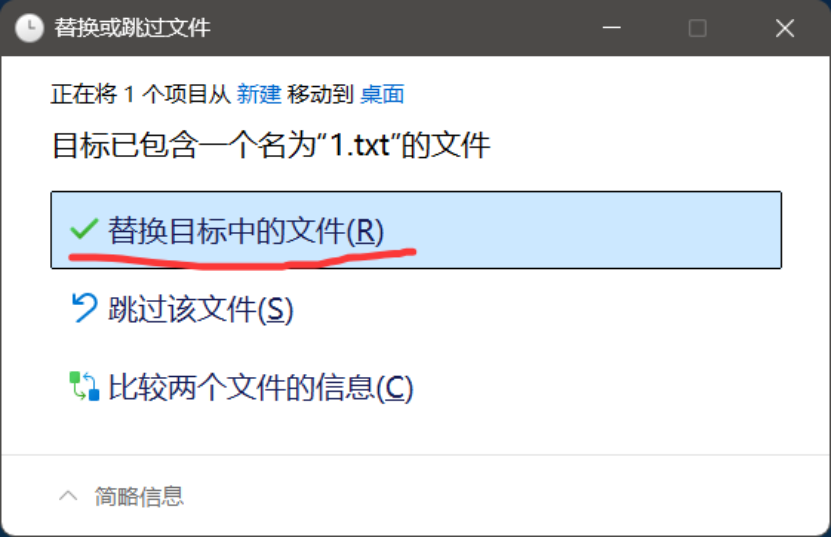 替换或跳过文件
正在将 1 个项目从 新建 移动到 桌面
目标已包含一个名为“1.txt”的文件
替换目标中的文件(R)
跳过该文件(S)
比较两个文件的信息(C)
简略信息